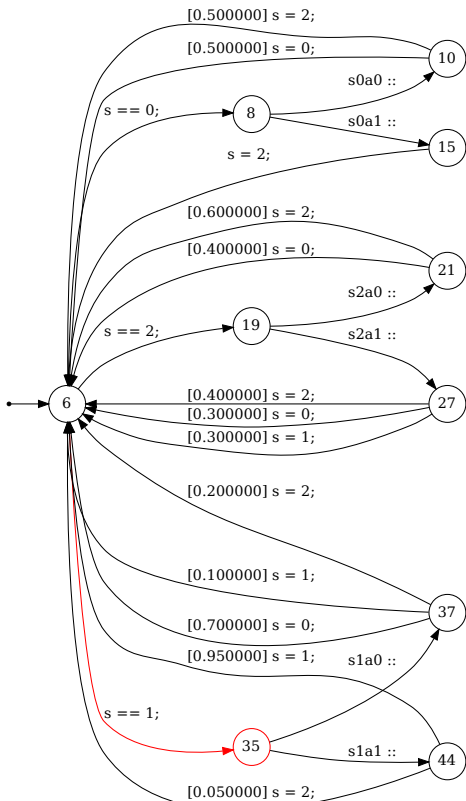 [0.500000] s = 2;
[0.500000] s = 0;
10
s0a0 ::
s == 0;
8
s0a1 ::
15
s = 2;
[0.600000] s = 2;
[0.400000] s = 0;
21
s2a0 ::
s == 2;
19
s2a1 ::
6
[0.400000] s = 2;
27
[0.300000] s = 0;
[0.300000] s = 1;
[0.200000] s = 2;
[0.100000] s = 1;
37
[0.700000] s = 0;
[0.950000] s = 1;
s1a0 ::
s == 1;
35
s1a1 ::
44
[0.050000] s = 2;